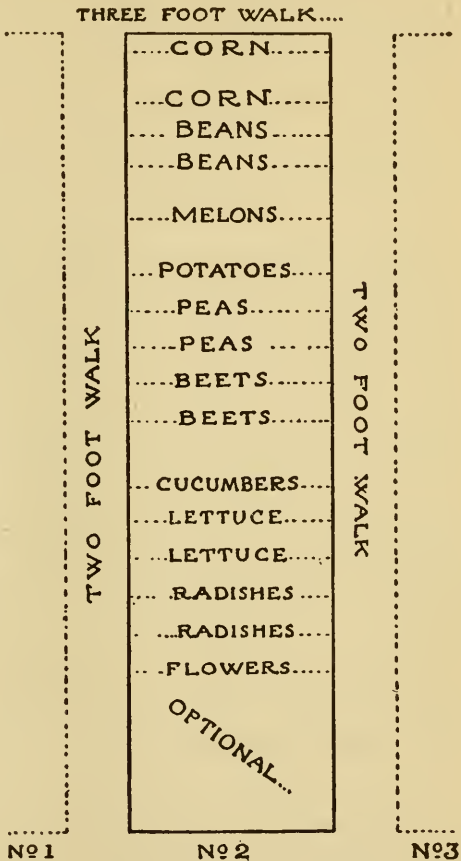 THREE FOOT WALK....
....CORN.......
....CORN.......
.... BEANS......
.... BEANS......
....MELONS.....
...POTATOES....
.....PEAS.......
.....PEAS ... ...
....BEETS.......
.....BEETS.......
...CUCUMBERS....
....LETTUCE.....
....LETTUCE.....
... RADISHES ....
....RADISHES ....
....FLOWERS.....
OPTIONAL...
TWO FOOT WALK
TWO FOOT WALK
Nº1
Nº2
Nº3